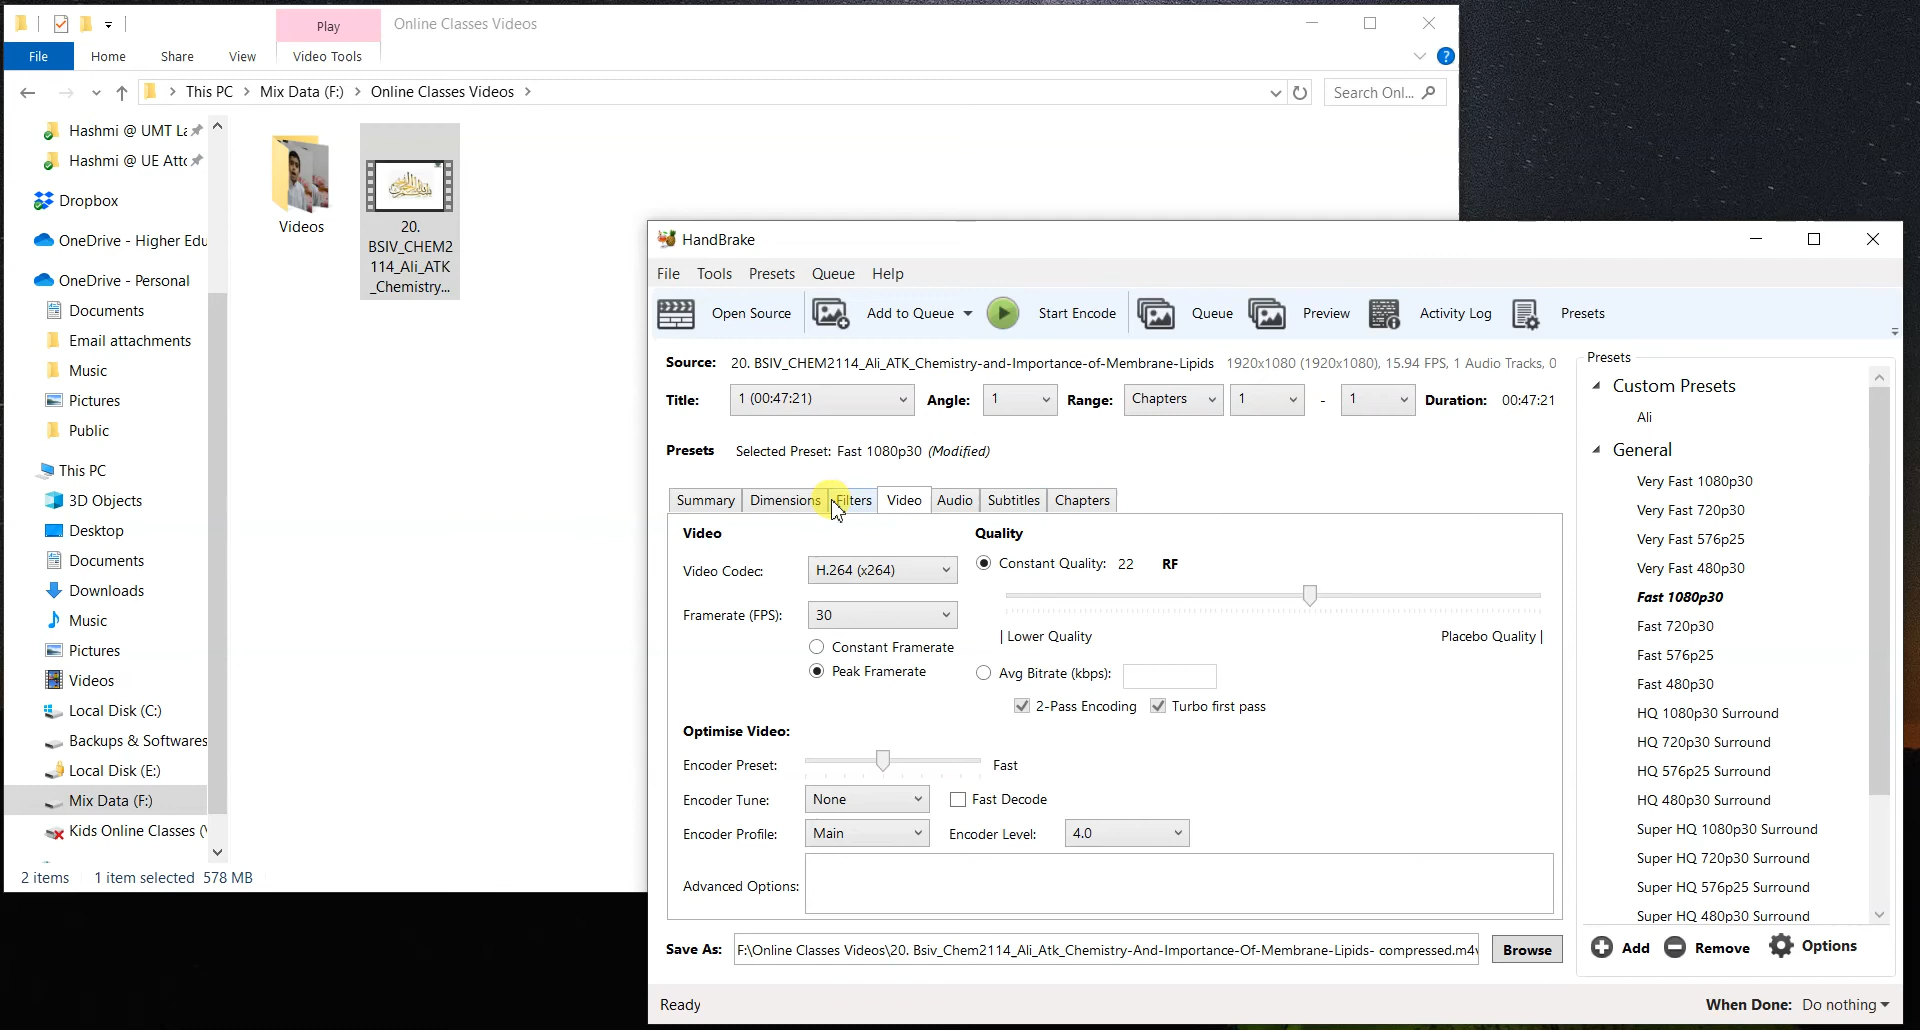 Play
Online Classes Videos
File
Home
Share
View
Video Tools
This PC > Mix Data (F:) > Online Classes Videos >
Search Onl...
Hashmi @ UMT La
Hashmi @ UE Atto
Dropbox
OneDrive - Higher Edu
OneDrive - Personal
Documents
Email attachments
Music
Pictures
Public
This PC
3D Objects
Desktop
Documents
Downloads
Music
Pictures
Videos
Local Disk (C:)
Backups & Softwares
Local Disk (E:)
Mix Data (F:)
Kids Online Classes (
2 items
1 item selected 578 MB
Videos
20.
BSIV_CHEM2
114_Ali_ATK
_Chemistry...
HandBrake
File
Tools
Presets
Queue
Help
Open Source
Add to Queue
Start Encode
Queue
Preview
Activity Log
Presets
Source: 20. BSIV_CHEM2114_Ali_ATK_Chemistry-and-Importance-of-Membrane-Lipids 1920x1080 (1920x1080), 15.94 FPS, 1 Audio Tracks, 0
Title: 1 (00:47:21) Angle: 1 Range: Chapters 1 - 1 Duration: 00:47:21
Presets Selected Preset: Fast 1080p30 (Modified)
Summary
Dimensions
Filters
Video
Audio
Subtitles
Chapters
Video
Video Codec: H.264 (x264)
Framerate (FPS): 30
Constant Framerate
Peak Framerate
Quality
Constant Quality: 22 RF
| Lower Quality
Placebo Quality |
Avg Bitrate (kbps):
2-Pass Encoding
Turbo first pass
Optimise Video:
Encoder Preset: Fast
Encoder Tune: None
Fast Decode
Encoder Profile: Main
Encoder Level: 4.0
Advanced Options:
Save As: F:\Online Classes Videos\20. Bsiv_Chem2114_Ali_Atk_Chemistry-And-Importance-Of-Membrane-Lipids- compressed.m4v
Browse
Presets
Custom Presets
Ali
General
Very Fast 1080p30
Very Fast 720p30
Very Fast 576p25
Very Fast 480p30
Fast 1080p30
Fast 720p30
Fast 576p25
Fast 480p30
HQ 1080p30 Surround
HQ 720p30 Surround
HQ 576p25 Surround
HQ 480p30 Surround
Super HQ 1080p30 Surround
Super HQ 720p30 Surround
Super HQ 576p25 Surround
Super HQ 480p30 Surround
Add
Remove
Options
Ready
When Done: Do nothing